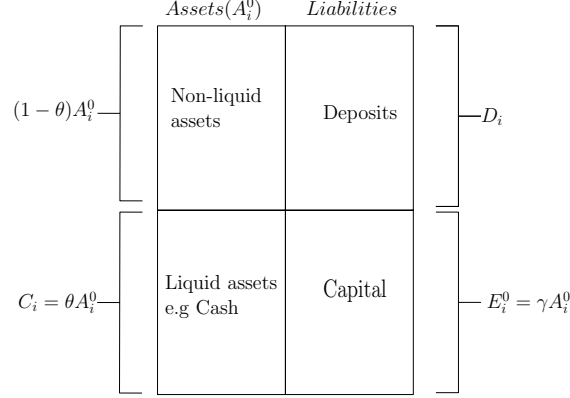 Assets(A_i^0) Liabilities
(1 − θ)A_i^0
Non-liquid
assets
Deposits
D_i
C_i = θA_i^0
Liquid assets
e.g Cash
Capital
E_i^0 = γA_i^0